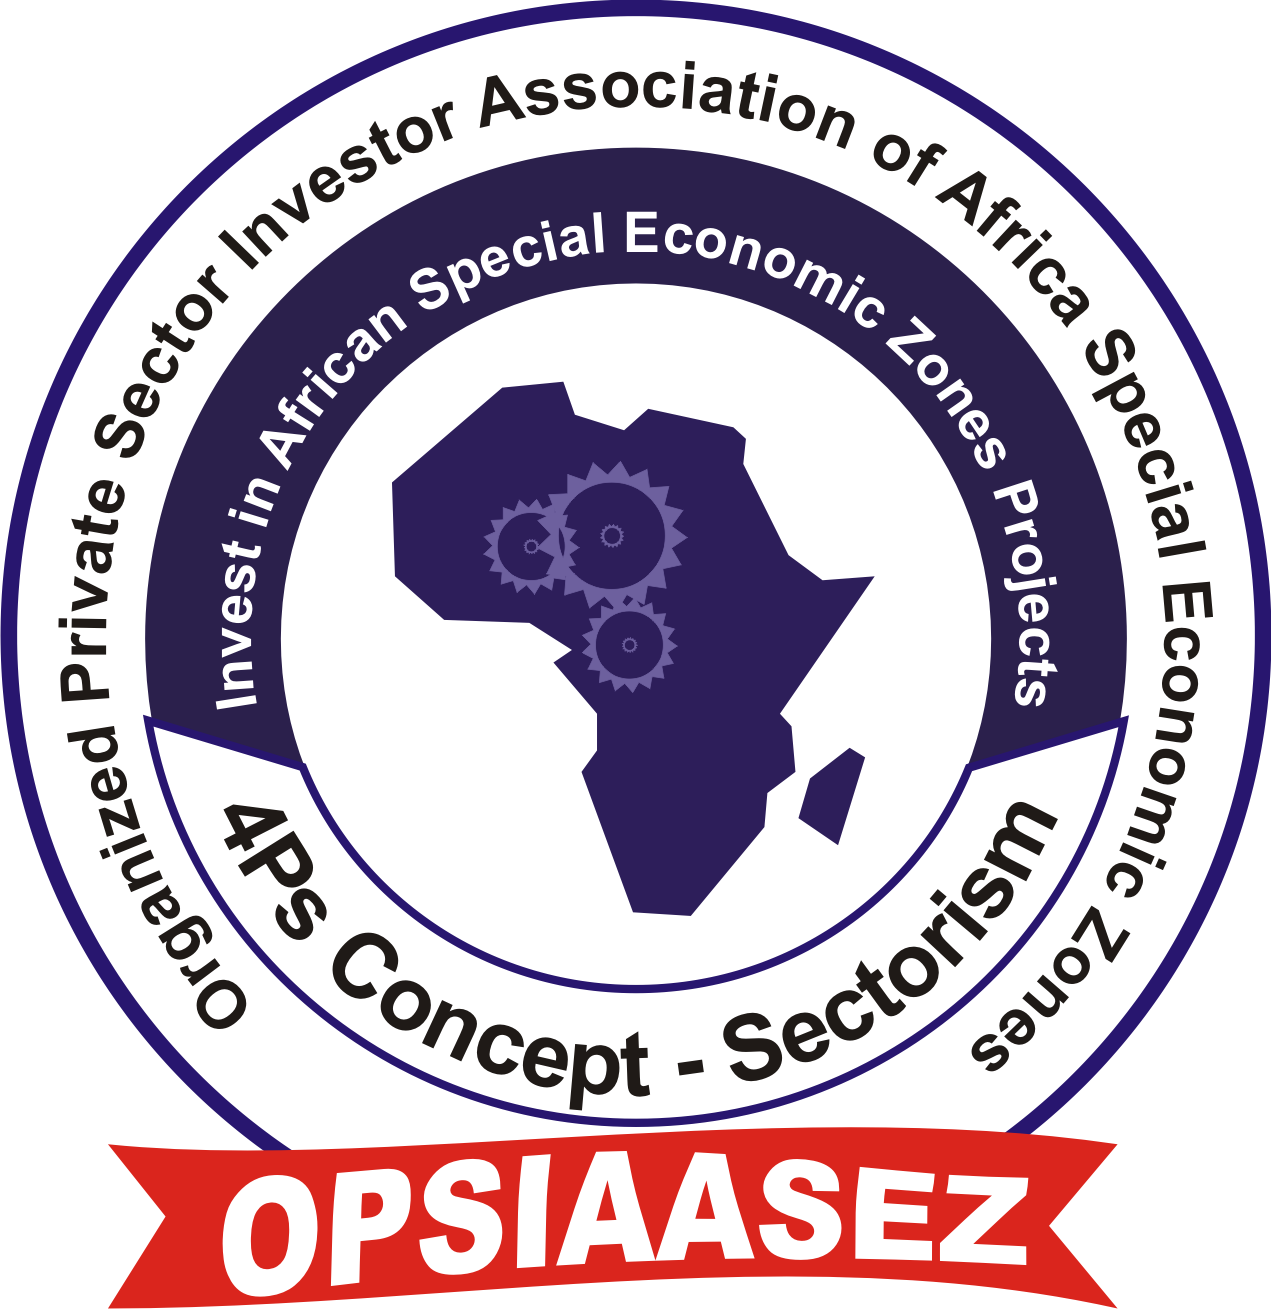 Organized Private Sector Investor Association of Africa Special Economic Zones
Invest in African Special Economic Zones Projects
4Ps Concept - Sectorism
OPSIAASEZ